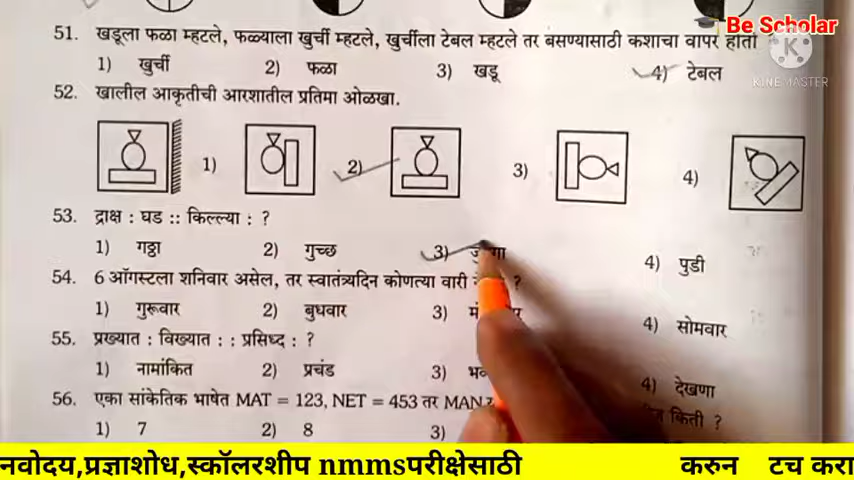 Be Scholar
KINEMASTER
51. खडूला फळा म्हटले, फळ्याला खुर्ची म्हटले, खुर्चीला टेबल म्हटले तर बसण्यासाठी कशाचा वापर होतो
1) खुर्ची 2) फळा 3) खडू 4) टेबल
52. खालील आकृतीची आरशातील प्रतिमा ओळखा.
1) 2) 3) 4)
53. द्राक्ष : घड :: किल्ल्या : ?
1) गठ्ठा 2) गुच्छ 3) 4) पुडी
54. 6 ऑगस्टला शनिवार असेल, तर स्वातंत्र्यदिन कोणत्या वारी ?
1) गुरूवार 2) बुधवार 3) 4) सोमवार
55. प्रख्यात : विख्यात : : प्रसिध्द : ?
1) नामांकित 2) प्रचंड 3) 4) देखणा
56. एका सांकेतिक भाषेत MAT = 123, NET = 453 तर MAN किती ?
1) 7 2) 8 3)
नवोदय,प्रज्ञाशोध,स्कॉलरशीप nmmsपरीक्षेसाठी करुन टच करा